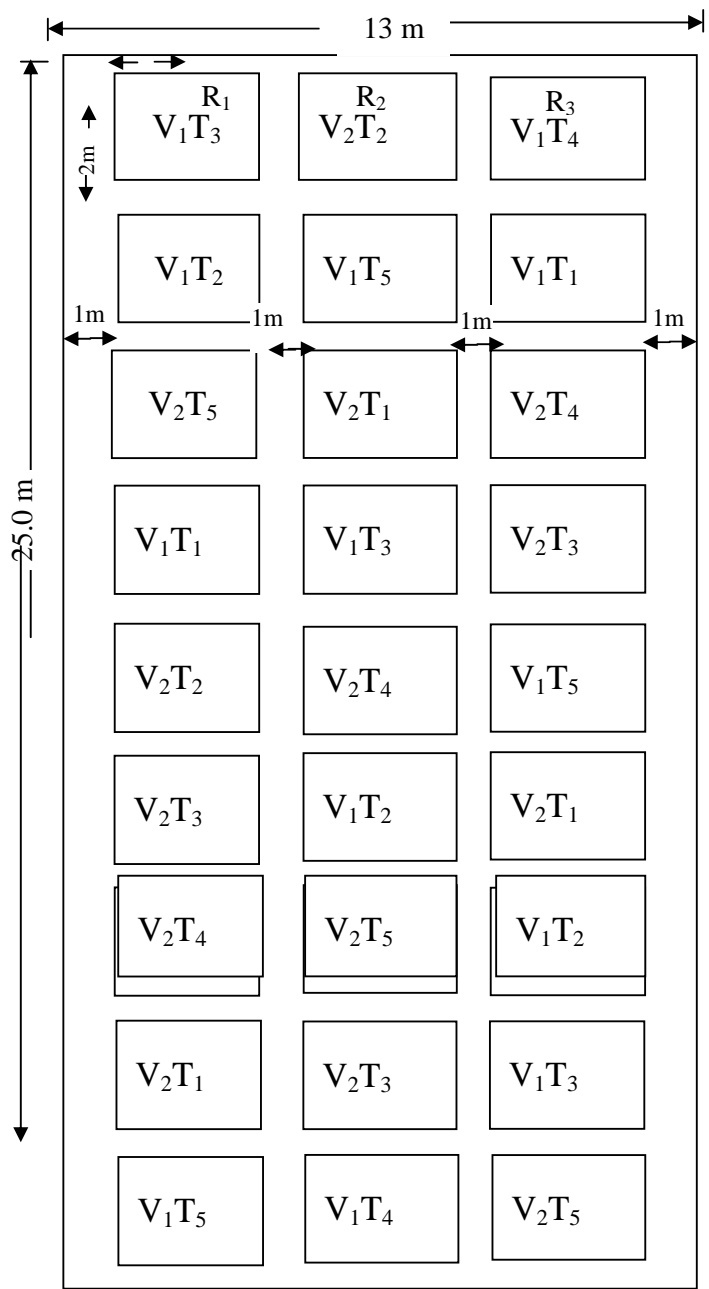 13 m
R₁ R₂ R₃
V₁T₃ V₂T₂ V₁T₄
2m
V₁T₂ V₁T₅ V₁T₁
1m 1m 1m 1m
V₂T₅ V₂T₁ V₂T₄
25.0 m
V₁T₁ V₁T₃ V₂T₃
V₂T₂ V₂T₄ V₁T₅
V₂T₃ V₁T₂ V₂T₁
V₂T₄ V₂T₅ V₁T₂
V₂T₁ V₂T₃ V₁T₃
V₁T₅ V₁T₄ V₂T₅